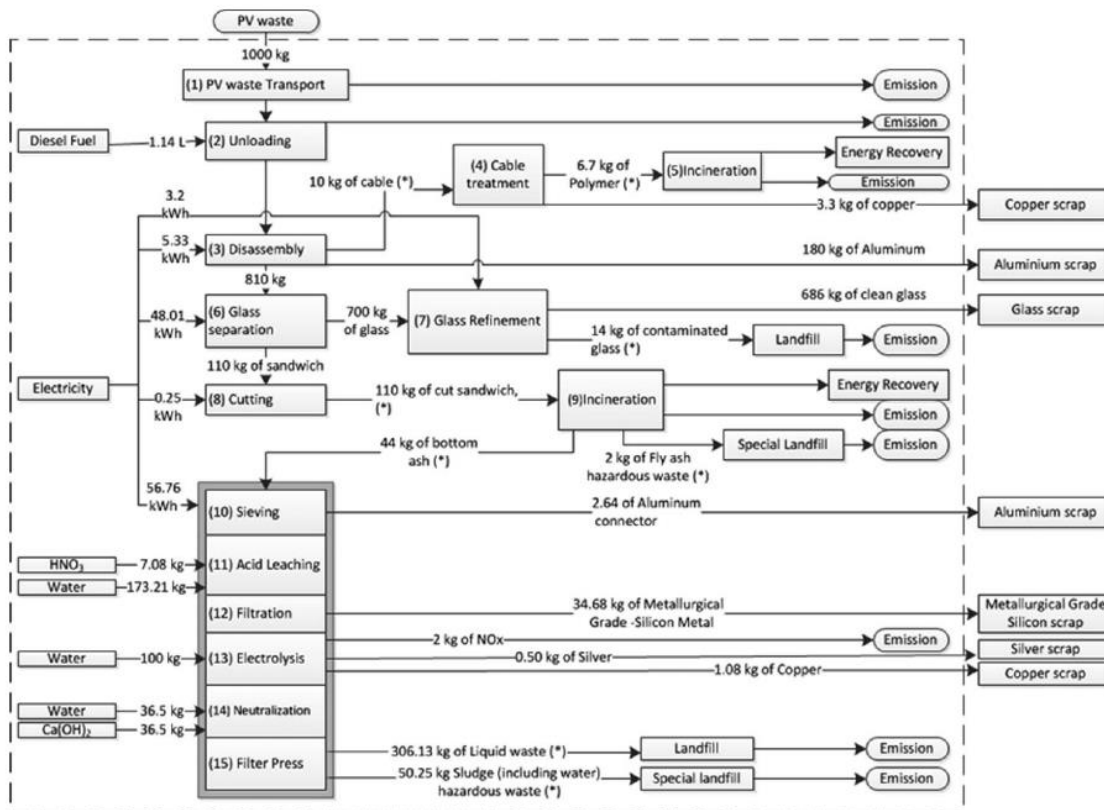 PV waste
1000 kg
(1) PV waste Transport
Emission
Diesel Fuel
1.14 L
(2) Unloading
Emission
(4) Cable
treatment
6.7 kg of
Polymer (*)
(5)Incineration
Energy Recovery
Emission
10 kg of cable (*)
3.3 kg of copper
Copper scrap
3.2
kWh
5.33
kWh
(3) Disassembly
180 kg of Aluminum
Aluminium scrap
810 kg
48.01
kWh
(6) Glass
separation
700 kg
of glass
(7) Glass Refinement
686 kg of clean glass
Glass scrap
14 kg of contaminated
glass (*)
Landfill
Emission
110 kg of sandwich
Electricity
0.25
kWh
(8) Cutting
110 kg of cut sandwich,
(*)
(9)Incineration
Energy Recovery
Emission
44 kg of bottom
ash (*)
2 kg of Fly ash
hazardous waste (*)
Special Landfill
Emission
56.76
kWh
(10) Sieving
2.64 of Aluminum
connector
Aluminium scrap
HNO3
7.08 kg
(11) Acid Leaching
Water
173.21 kg
(12) Filtration
34.68 kg of Metallurgical
Grade -Silicon Metal
Metallurgical Grade
Silicon scrap
2 kg of NOx
Emission
Water
100 kg
(13) Electrolysis
0.50 kg of Silver
Silver scrap
1.08 kg of Copper
Copper scrap
Water
36.5 kg
(14) Neutralization
Ca(OH)2
36.5 kg
(15) Filter Press
306.13 kg of Liquid waste (*)
Landfill
Emission
50.25 kg Sludge (including water)
hazardous waste (*)
Special landfill
Emission